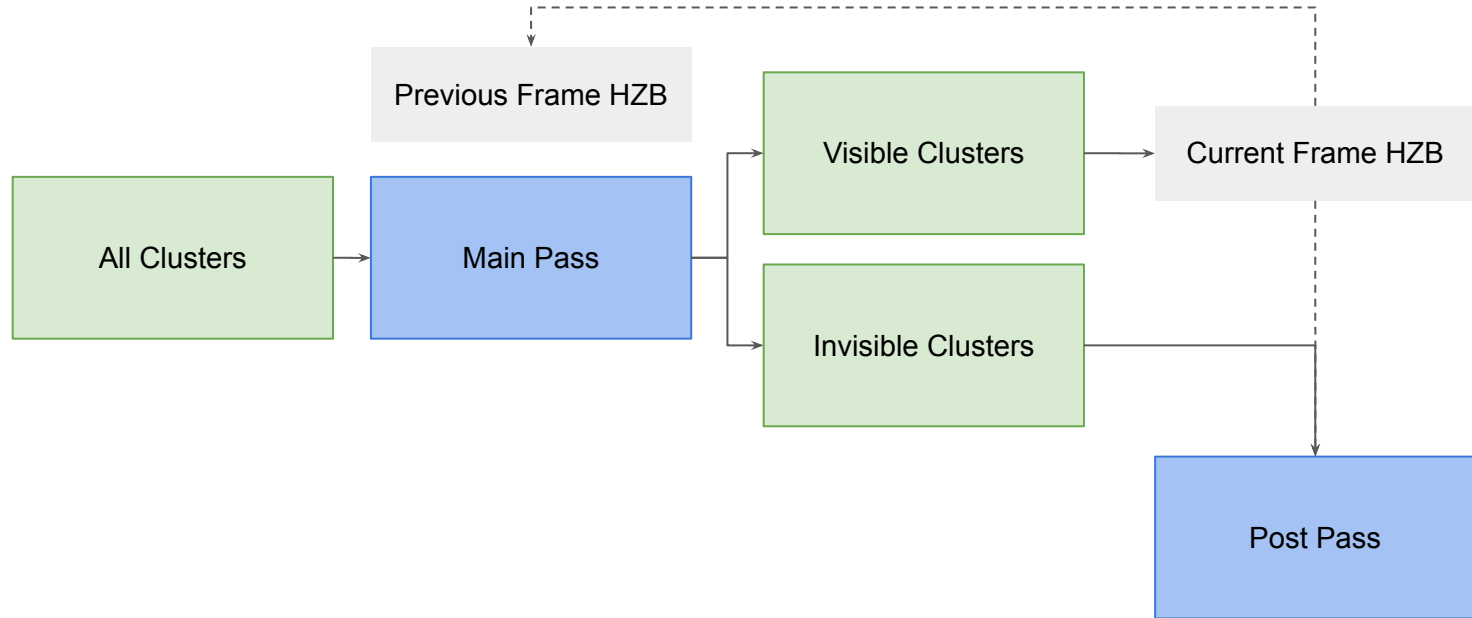 Previous Frame HZB
Visible Clusters
Current Frame HZB
All Clusters
Main Pass
Invisible Clusters
Post Pass